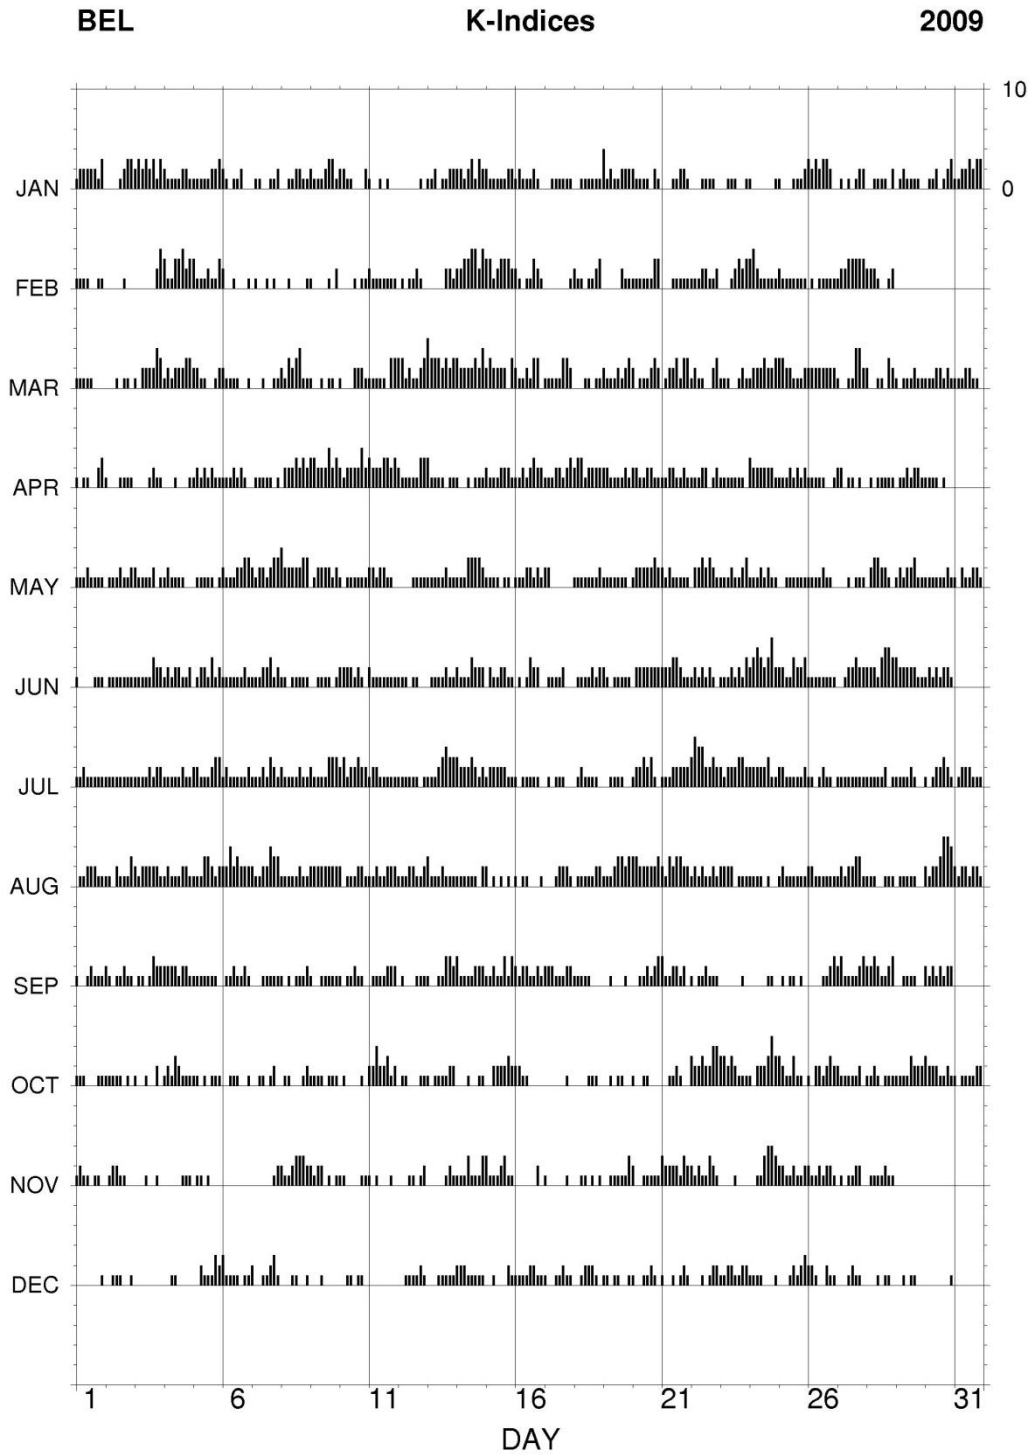 BEL K-Indices 2009
10
JAN 0
FEB
MAR
APR
MAY
JUN
JUL
AUG
SEP
OCT
NOV
DEC
1 6 11 16 21 26 31
DAY